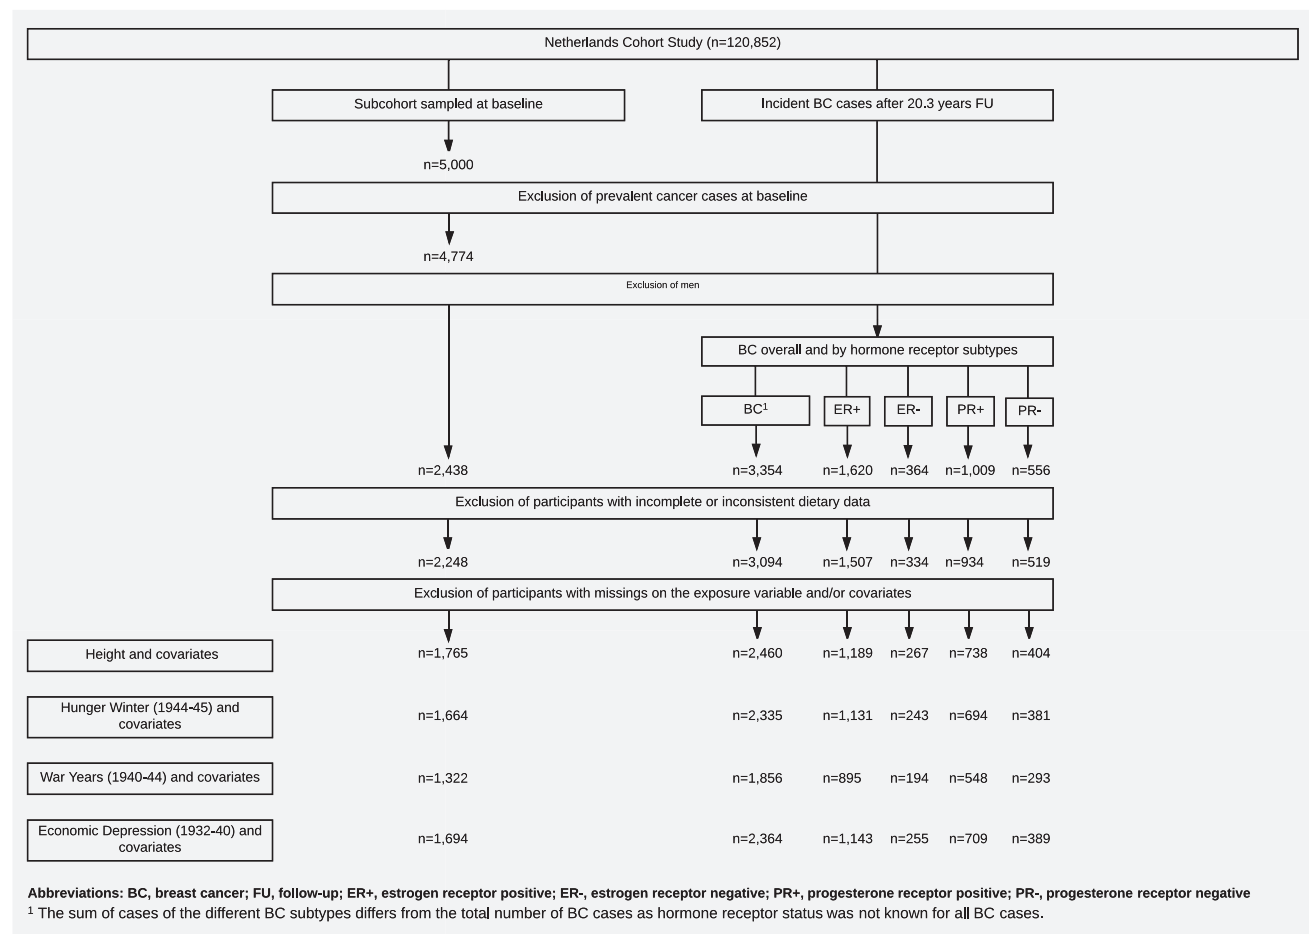 Netherlands Cohort Study (n=120,852)
Subcohort sampled at baseline
Incident BC cases after 20.3 years FU
n=5,000
Exclusion of prevalent cancer cases at baseline
n=4,774
Exclusion of men
BC overall and by hormone receptor subtypes
BC¹ ER+ ER- PR+ PR-
n=2,438 n=3,354 n=1,620 n=364 n=1,009 n=556
Exclusion of participants with incomplete or inconsistent dietary data
n=2,248 n=3,094 n=1,507 n=334 n=934 n=519
Exclusion of participants with missings on the exposure variable and/or covariates
Height and covariates n=1,765 n=2,460 n=1,189 n=267 n=738 n=404
Hunger Winter (1944-45) and
covariates
n=1,664 n=2,335 n=1,131 n=243 n=694 n=381
War Years (1940-44) and covariates n=1,322 n=1,856 n=895 n=194 n=548 n=293
Economic Depression (1932-40) and
covariates
n=1,694 n=2,364 n=1,143 n=255 n=709 n=389
Abbreviations: BC, breast cancer; FU, follow-up; ER+, estrogen receptor positive; ER-, estrogen receptor negative; PR+, progesterone receptor positive; PR-, progesterone receptor negative
¹ The sum of cases of the different BC subtypes differs from the total number of BC cases as hormone receptor status was not known for all BC cases.